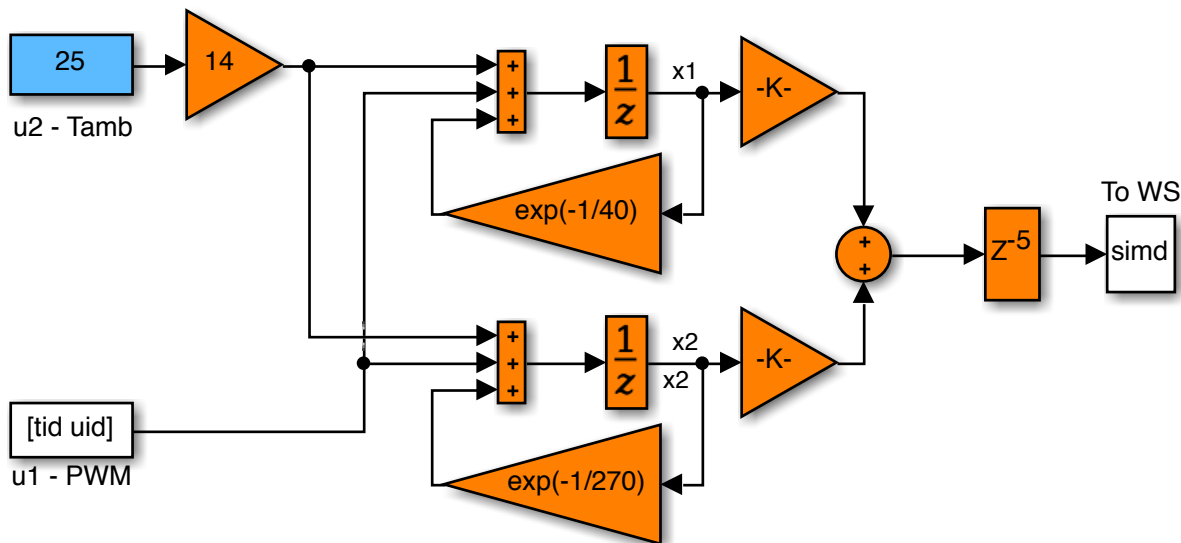 25
u2 - Tamb
14
+
+
+
1
z
x1
-K-
exp(-1/40)
+
+
Z-5
To WS
simd
[tid uid]
u1 - PWM
+
+
+
1
z
x2
x2
-K-
exp(-1/270)